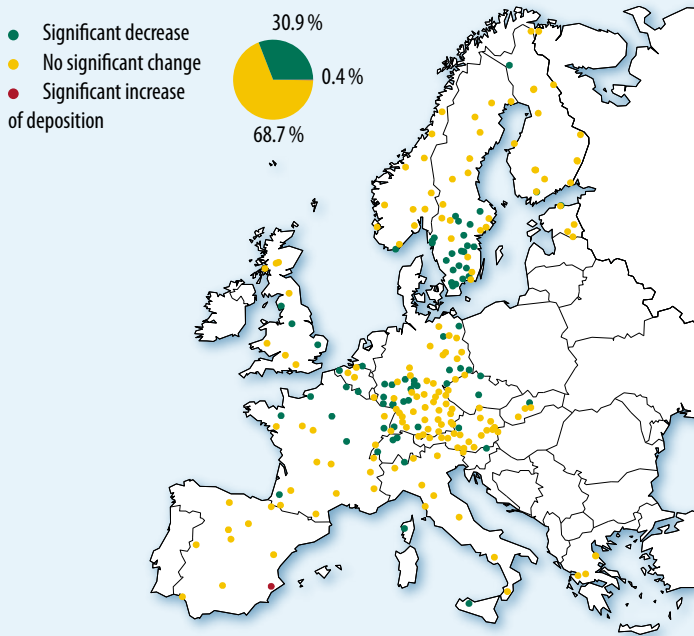 Significant decrease
No significant change
Significant increase
of deposition
30.9 %
0.4 %
68.7 %